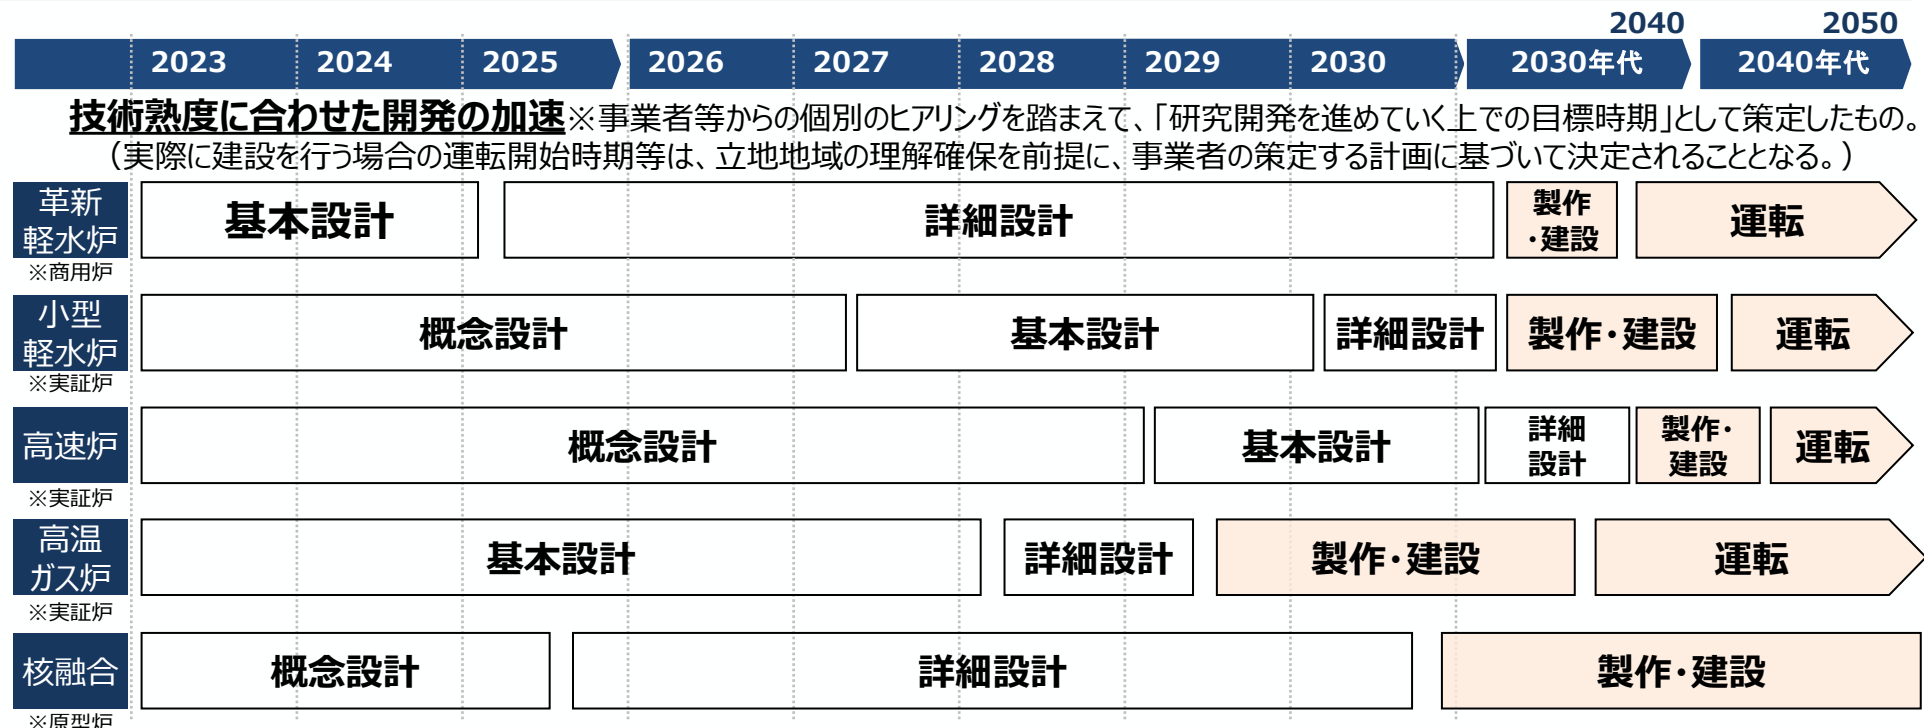 2040 2050
2023 2024 2025 2026 2027 2028 2029 2030 2030年代 2040年代
技術熟度に合わせた開発の加速※事業者等からの個別のヒアリングを踏まえて、「研究開発を進めていく上での目標時期」として策定したもの。
（実際に建設を行う場合の運転開始時期等は、立地地域の理解確保を前提に、事業者の策定する計画に基づいて決定されることとなる。）
革新
軽水炉
※商用炉
基本設計
詳細設計
製作
・建設
運転
小型
軽水炉
※実証炉
概念設計
基本設計
詳細設計
製作・建設
運転
高速炉
※実証炉
概念設計
基本設計
詳細
設計
製作・
建設
運転
高温
ガス炉
※実証炉
基本設計
詳細設計
製作・建設
運転
核融合
※原型炉
概念設計
詳細設計
製作・建設